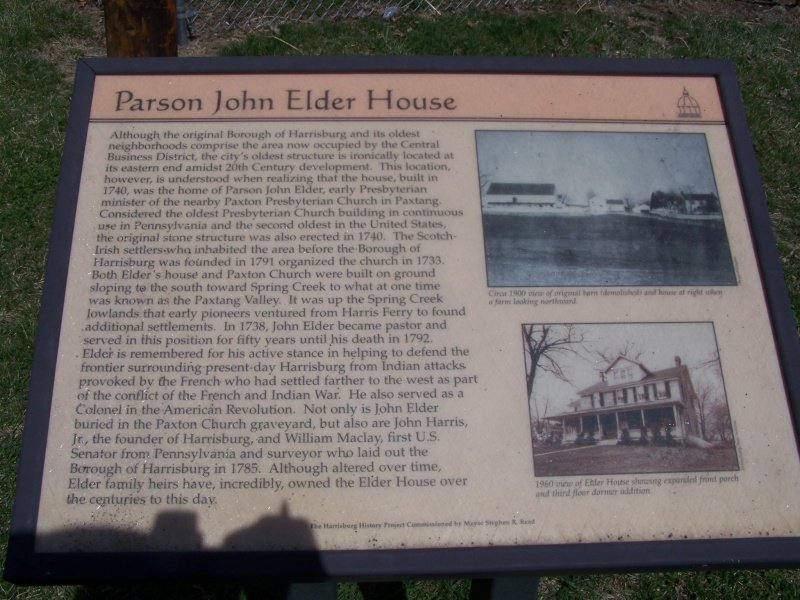 Parson John Elder House
Although the original Borough of Harrisburg and its oldest
neighborhoods comprise the area now occupied by the Central
Business District, the city's oldest structure is ironically located at
its eastern end amidst 20th Century development. This location,
however, is understood when realizing that the house, built in
1740, was the home of Parson John Elder, early Presbyterian
minister of the nearby Paxton Presbyterian Church in Paxtang.
Considered the oldest Presbyterian Church building in continuous
use in Pennsylvania and the second oldest in the United States,
the original stone structure was also erected in 1740. The Scotch-
Irish settlers who inhabited the area before the Borough of
Harrisburg was founded in 1791 organized the church in 1733.
Both Elder's house and Paxton Church were built on ground
sloping to the south toward Spring Creek to what at one time
was known as the Paxtang Valley. It was up the Spring Creek
lowlands that early pioneers ventured from Harris Ferry to found
additional settlements. In 1738, John Elder became pastor and
served in this position for fifty years until his death in 1792.
Elder is remembered for his active stance in helping to defend the
frontier surrounding present-day Harrisburg from Indian attacks
provoked by the French who had settled farther to the west as part
of the conflict of the French and Indian War. He also served as a
Colonel in the American Revolution. Not only is John Elder
buried in the Paxton Church graveyard, but also are John Harris,
Jr., the founder of Harrisburg, and William Maclay, first U.S.
Senator from Pennsylvania and surveyor who laid out the
Borough of Harrisburg in 1785. Although altered over time,
Elder family heirs have, incredibly, owned the Elder House over
the centuries to this day.
Circa 1900 view of original barn (demolished) and house at right when
a farm looking northward.
1960 view of Elder House showing expanded front porch
and third floor dormer addition.
The Harrisburg History Project Commissioned by Mayor Stephen R. Reed